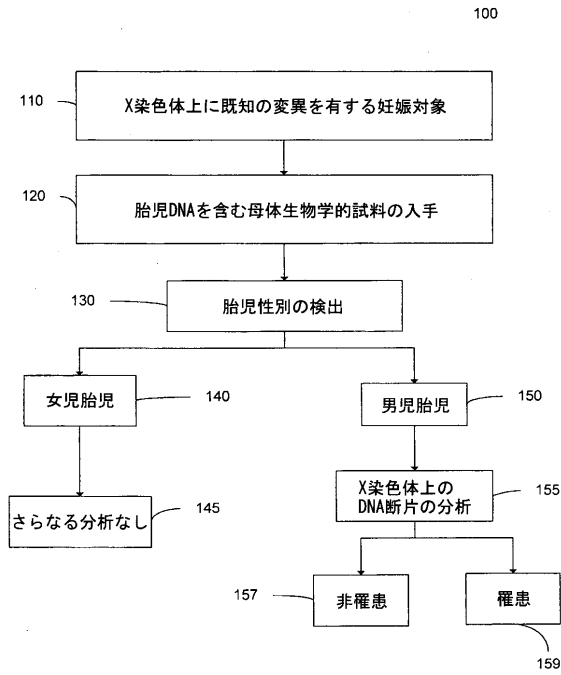 100
110
X染色体上に既知の変異を有する妊娠対象
120
胎児DNAを含む母体生物学的試料の入手
130
胎児性別の検出
女児胎児
140
男児胎児
150
さらなる分析なし
145
X染色体上の
DNA断片の分析
155
157
非罹患
罹患
159